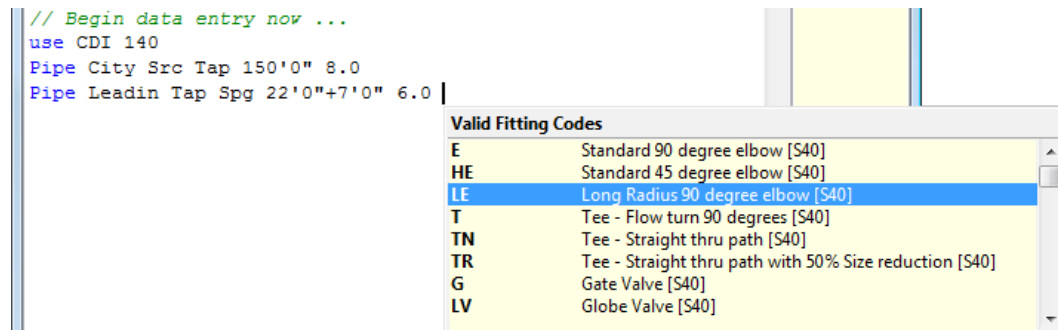 // Begin data entry now ...
use CDI 140
Pipe City Src Tap 150'0" 8.0
Pipe Leadin Tap Spg 22'0"+7'0" 6.0
Valid Fitting Codes
E Standard 90 degree elbow [S40]
HE Standard 45 degree elbow [S40]
LE Long Radius 90 degree elbow [S40]
T Tee - Flow turn 90 degrees [S40]
TN Tee - Straight thru path [S40]
TR Tee - Straight thru path with 50% Size reduction [S40]
G Gate Valve [S40]
LV Globe Valve [S40]